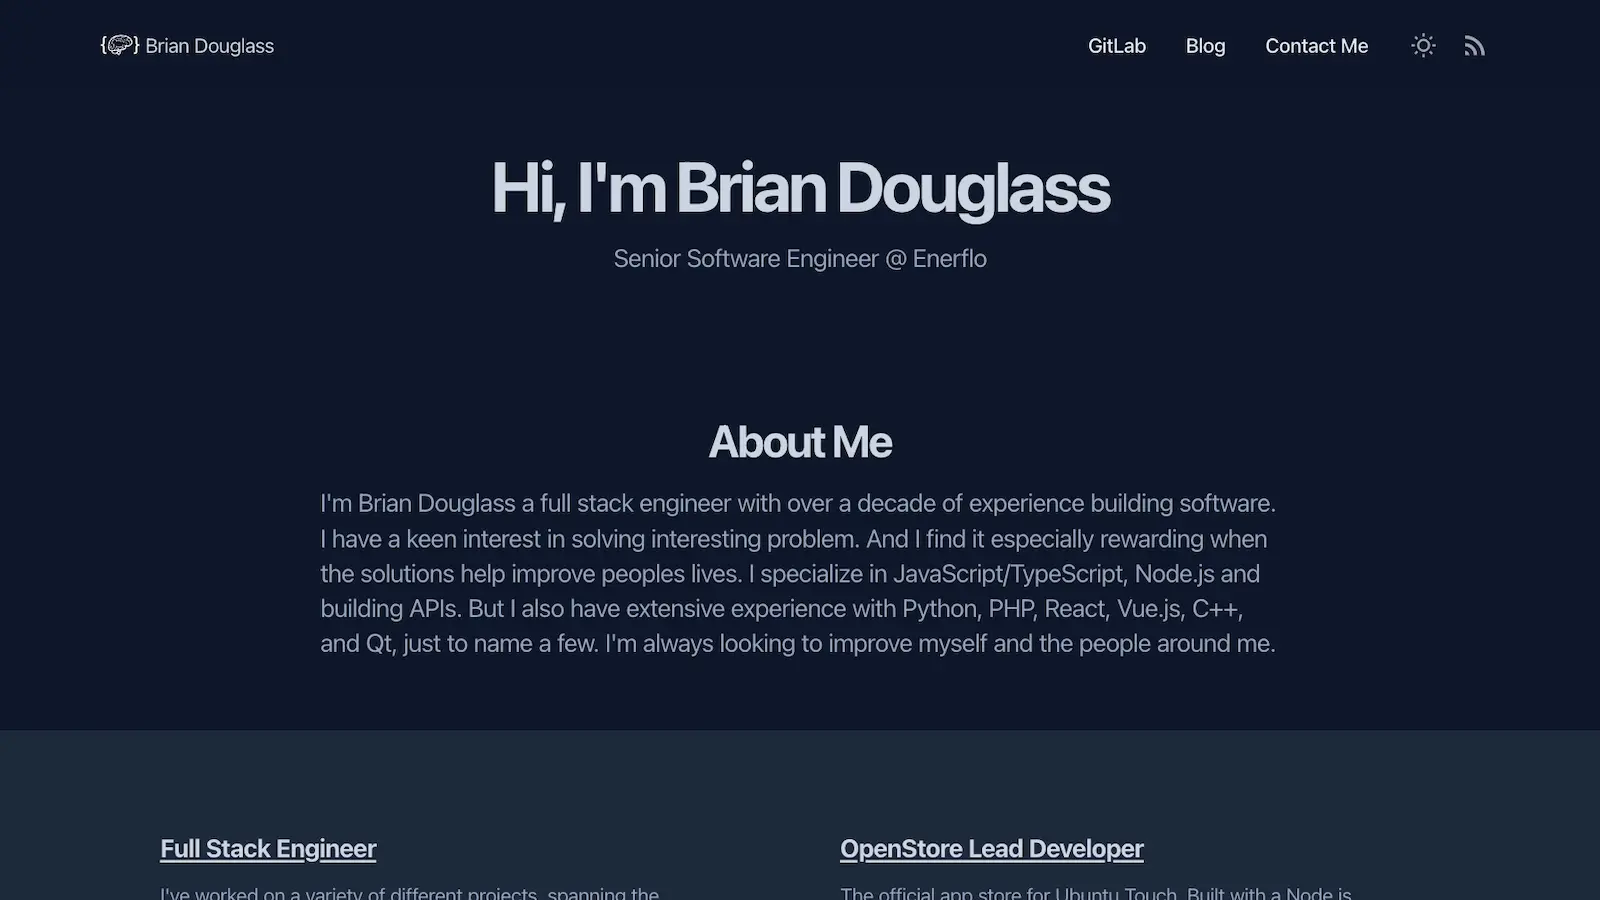 { } Brian Douglass
GitLab Blog Contact Me
Hi, I'm Brian Douglass
Senior Software Engineer @ Enerflo
About Me
I'm Brian Douglass a full stack engineer with over a decade of experience building software.
I have a keen interest in solving interesting problem. And I find it especially rewarding when
the solutions help improve peoples lives. I specialize in JavaScript/TypeScript, Node.js and
building APIs. But I also have extensive experience with Python, PHP, React, Vue.js, C++,
and Qt, just to name a few. I'm always looking to improve myself and the people around me.
Full Stack Engineer
I've worked on a variety of different projects, spanning the
OpenStore Lead Developer
The official app store for Ubuntu Touch. Built with a Node.js